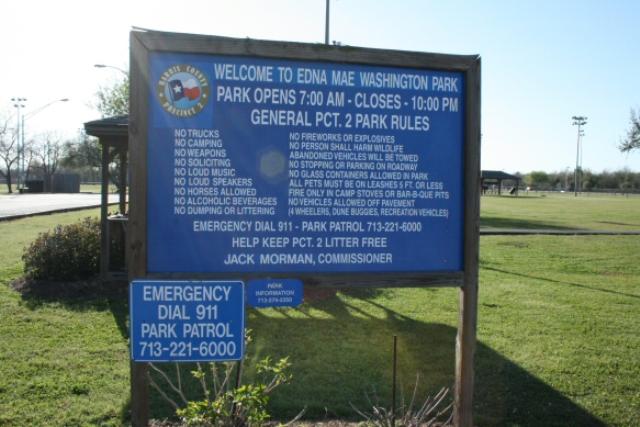 HARRIS COUNTY
PRECINCT 2
WELCOME TO EDNA MAE WASHINGTON PARK
PARK OPENS 7:00 AM - CLOSES - 10:00 PM
GENERAL PCT. 2 PARK RULES
NO TRUCKS
NO CAMPING
NO WEAPONS
NO SOLICITING
NO LOUD MUSIC
NO LOUD SPEAKERS
NO HORSES ALLOWED
NO ALCOHOLIC BEVERAGES
NO DUMPING OR LITTERING
NO FIREWORKS OR EXPLOSIVES
NO PERSON SHALL HARM WILDLIFE
ABANDONED VEHICLES WILL BE TOWED
NO STOPPING OR PARKING ON ROADWAY
NO GLASS CONTAINERS ALLOWED IN PARK
ALL PETS MUST BE ON LEASHES 5 FT. OR LESS
FIRE ONLY IN CAMP STOVES OR BAR-B-QUE PITS
NO VEHICLES ALLOWED OFF PAVEMENT
(4 WHEELERS, DUNE BUGGIES, RECREATION VEHICLES)
EMERGENCY DIAL 911 - PARK PATROL 713-221-6000
HELP KEEP PCT. 2 LITTER FREE
JACK MORMAN, COMMISSIONER
EMERGENCY
DIAL 911
PARK PATROL
713-221-6000
PARK
INFORMATION